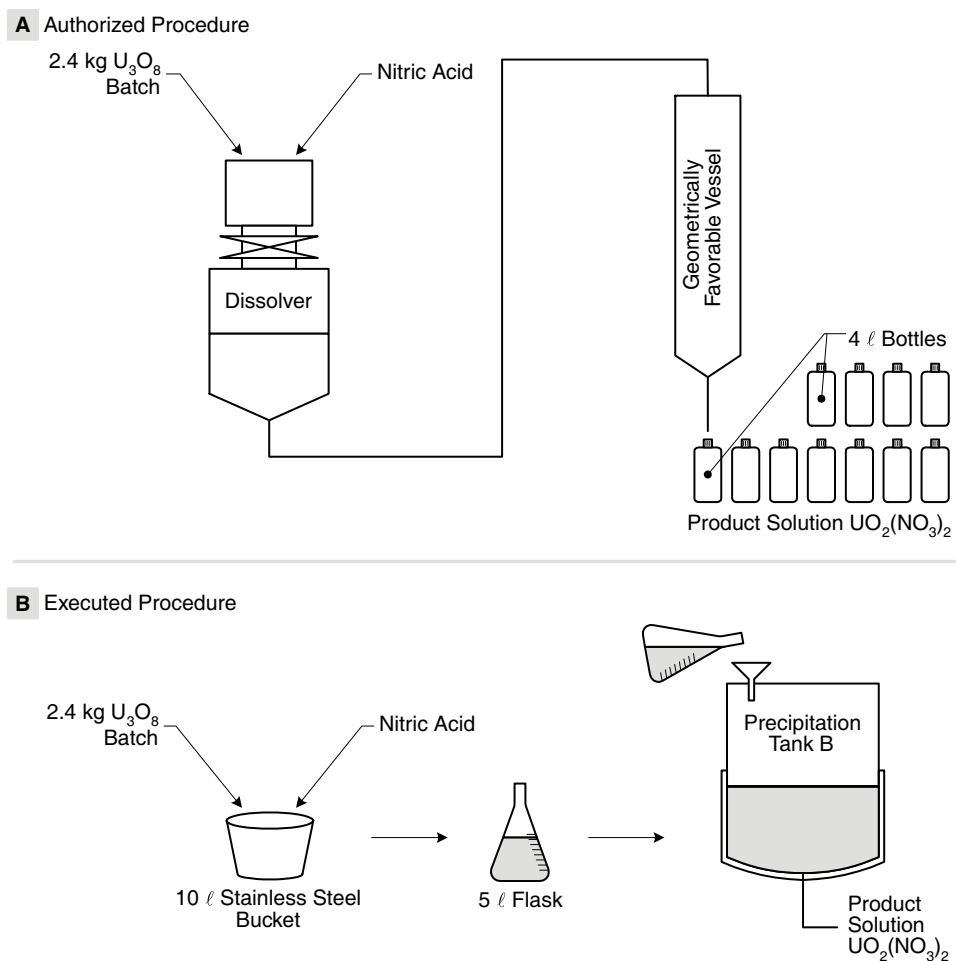 A Authorized Procedure
2.4 kg U₃O₈
Batch
Nitric Acid
Dissolver
Geometrically
Favorable Vessel
4 ℓ Bottles
Product Solution UO₂(NO₃)₂
B Executed Procedure
2.4 kg U₃O₈
Batch
Nitric Acid
10 ℓ Stainless Steel
Bucket
5 ℓ Flask
Precipitation
Tank B
Product
Solution
UO₂(NO₃)₂